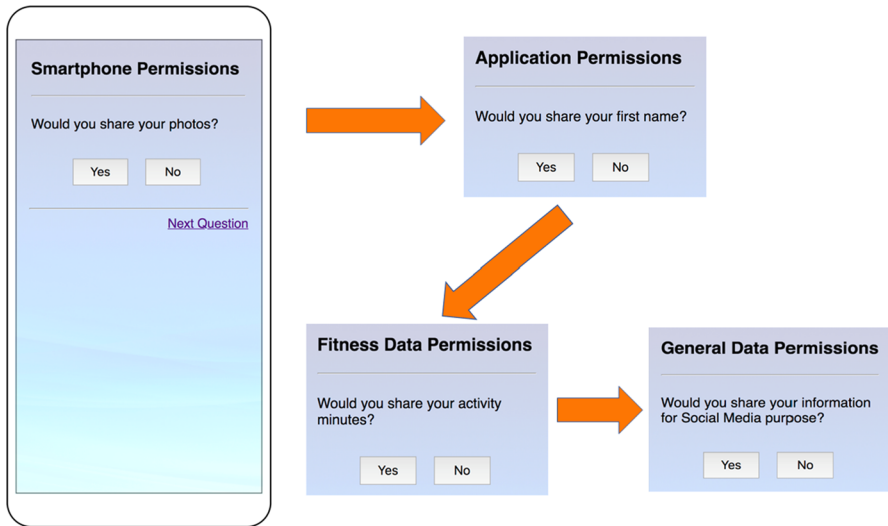 Smartphone Permissions
Would you share your photos?
Yes No
Next Question
Application Permissions
Would you share your first name?
Yes No
Fitness Data Permissions
Would you share your activity
minutes?
Yes No
General Data Permissions
Would you share your information
for Social Media purpose?
Yes No